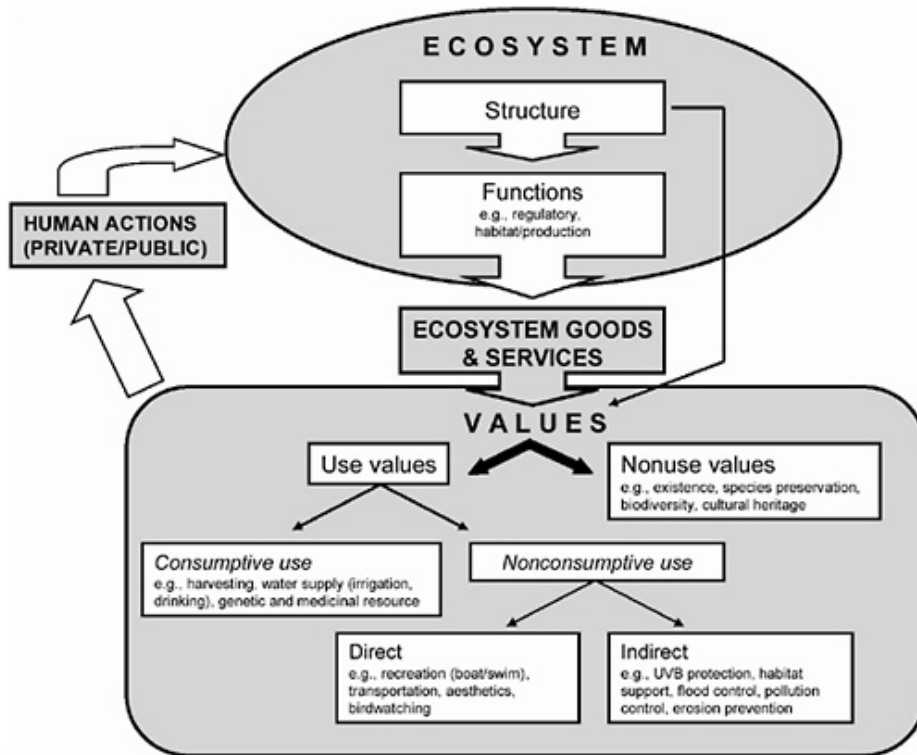 ECOSYSTEM
Structure
Functions
e.g., regulatory,
habitat/production
HUMAN ACTIONS
(PRIVATE/PUBLIC)
ECOSYSTEM GOODS
& SERVICES
VALUES
Use values
Nonuse values
e.g., existence, species preservation,
biodiversity, cultural heritage
Consumptive use
e.g., harvesting, water supply (irrigation,
drinking), genetic and medicinal resource
Nonconsumptive use
Direct
e.g., recreation (boat/swim),
transportation, aesthetics,
birdwatching
Indirect
e.g., UVB protection, habitat
support, flood control, pollution
control, erosion prevention